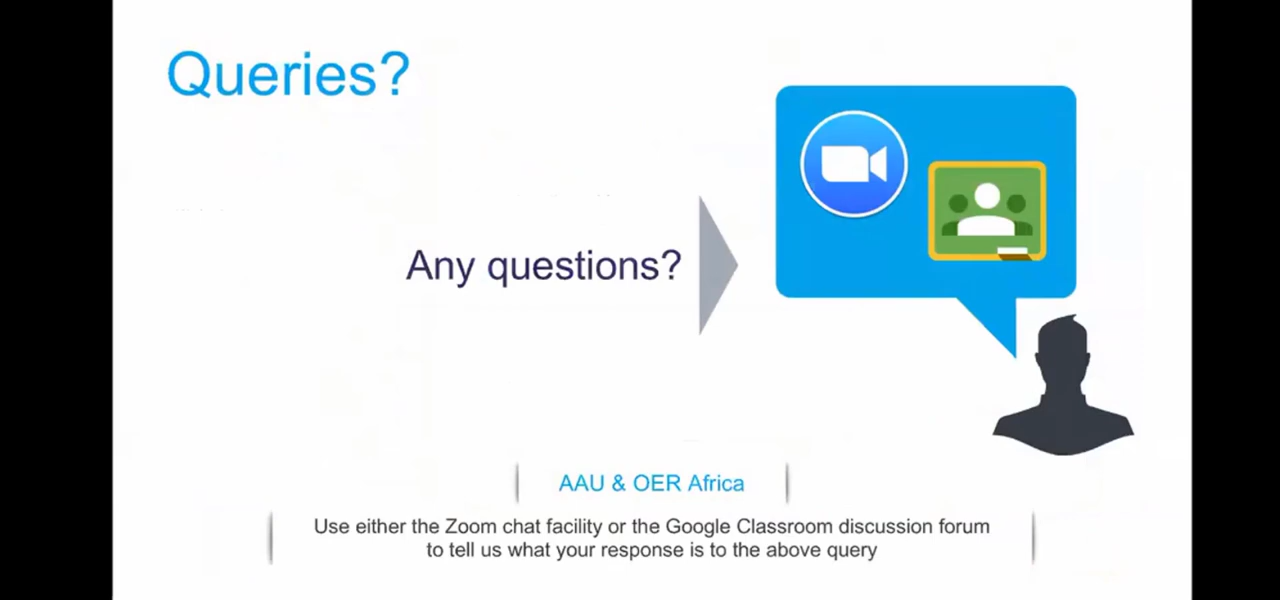 Queries?
Any questions?
AAU & OER Africa
Use either the Zoom chat facility or the Google Classroom discussion forum
to tell us what your response is to the above query